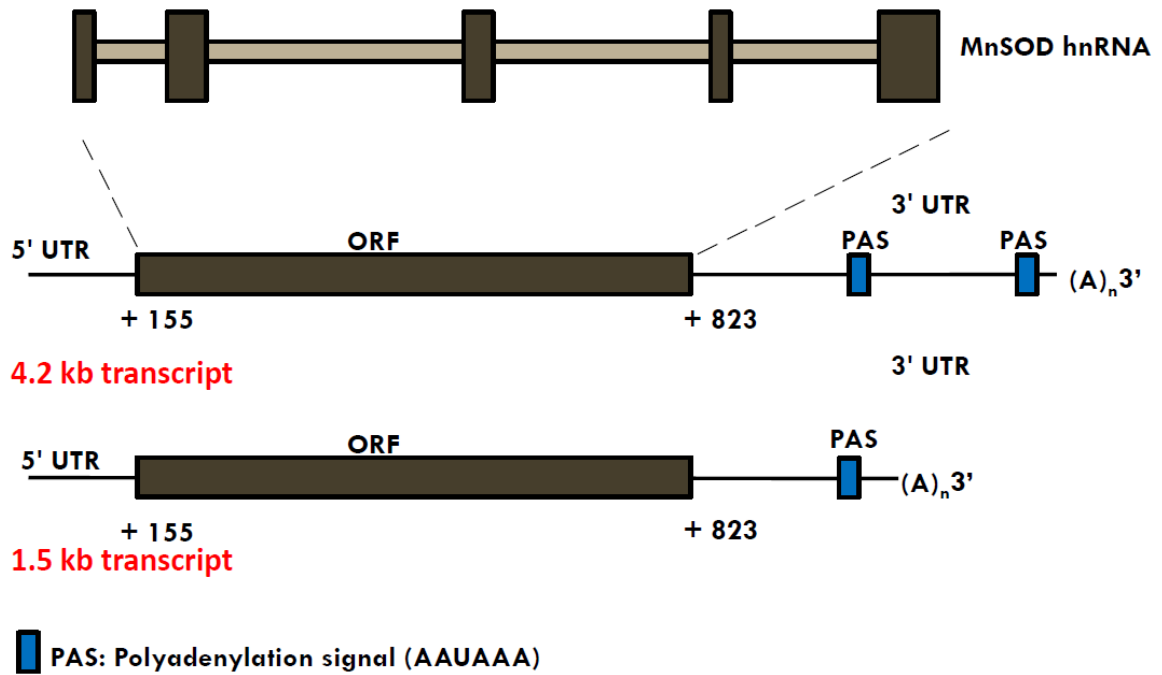 MnSOD hnRNA
3' UTR
5' UTR
ORF
PAS
PAS
(A)n3’
+ 155
+ 823
4.2 kb transcript
3' UTR
5' UTR
ORF
PAS
(A)n3’
+ 155
+ 823
1.5 kb transcript
PAS: Polyadenylation signal (AAUAAA)